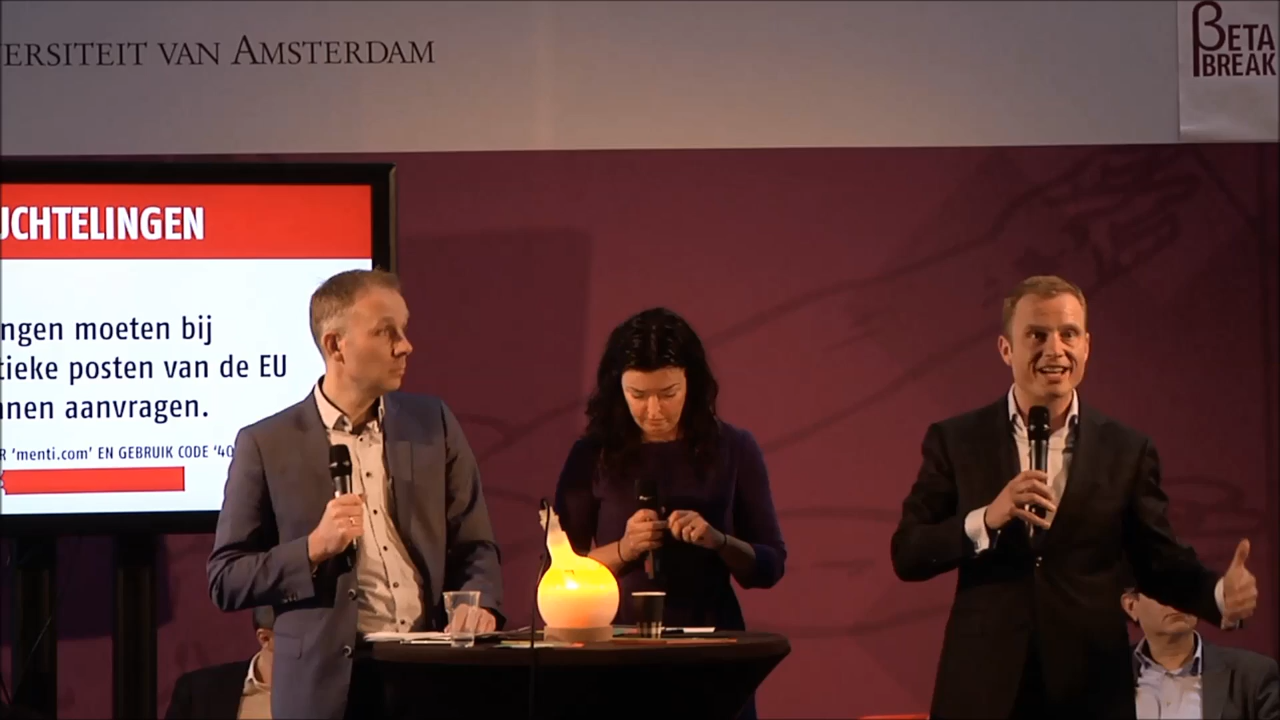 ERSITEIT VAN AMSTERDAM
BETA
BREAK
UCHTELINGEN
ngen moeten bij
tieke posten van de EU
nnen aanvragen.
R 'menti.com' EN GEBRUIK CODE '40